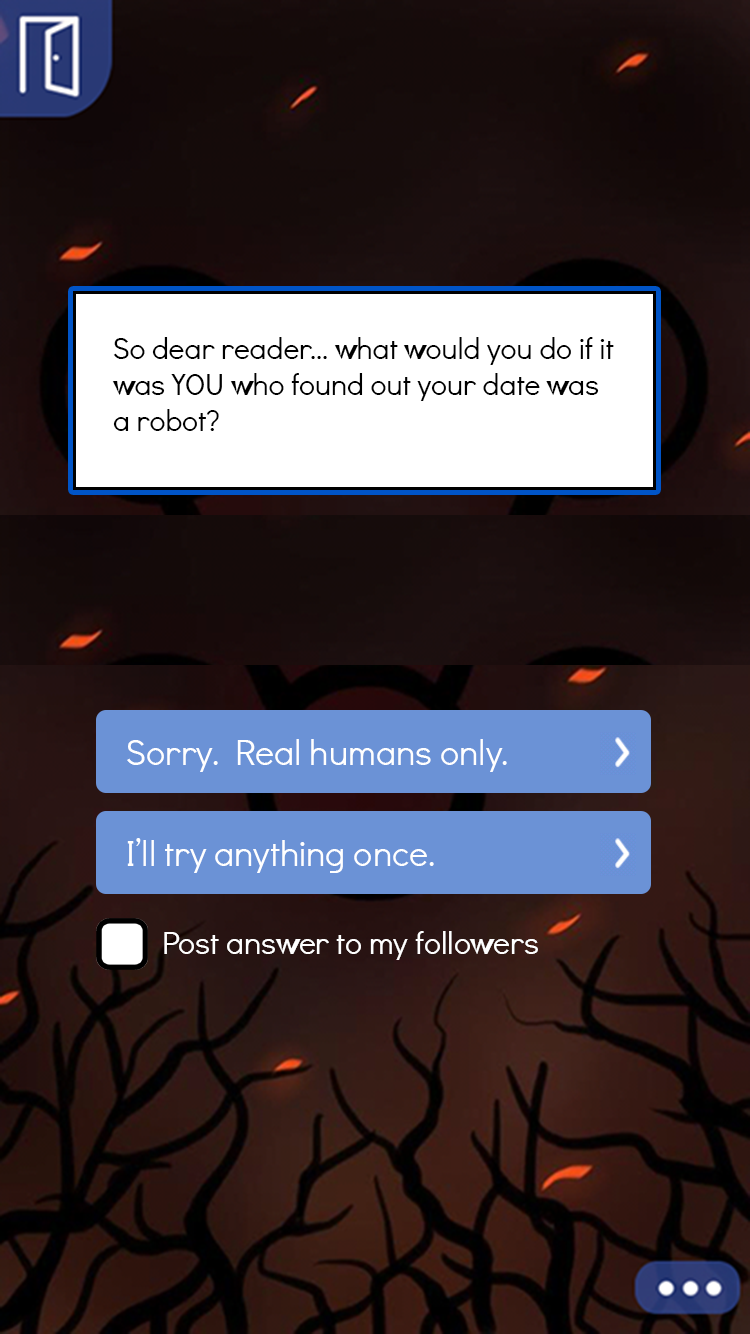 So dear reader... what would you do if it
was YOU who found out your date was
a robot?
Sorry.  Real humans only.
I'll try anything once.
Post answer to my followers